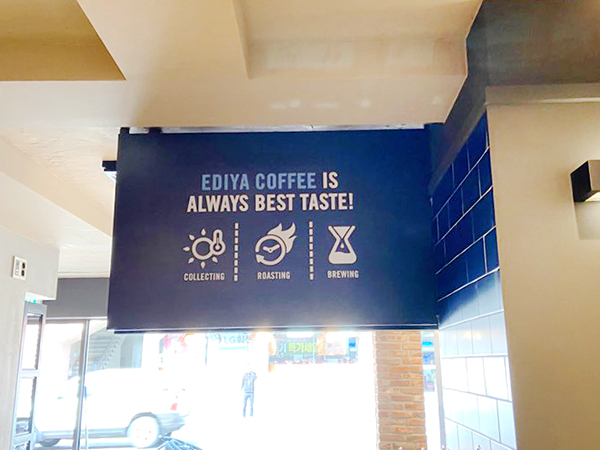 EDIYA COFFEE IS
ALWAYS BEST TASTE!
COLLECTING
ROASTING
BREWING